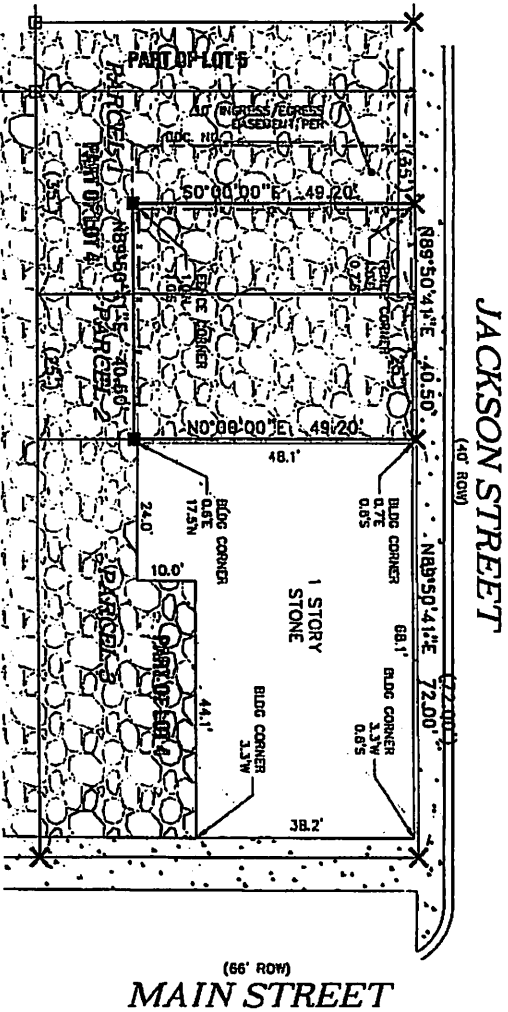 PART OF LOT 5
PARCEL 1
10' INGRESS/EGRESS
EASEMENT PER
DOC. NO.
(35')
S0°00'00"E 49.20'
PART OF LOT 4
(35')
N89°50'41"E 40.50'
FENCE CORNER
FENCE CORNER
N89°50'41"E 40.50'
JACKSON STREET
(40' ROW)
PARCEL 2
(25')
N0°00'00"E 49.20'
48.1'
BLDG CORNER
0.6'E
17.5'N
BLDG CORNER
0.7'E
0.6'S
N89°50'41"E 72.00'
(72.00')
24.0'
10.0'
1 STORY
STONE
68.1'
PARCEL 3
PART OF LOT 4
44.1'
BLDG CORNER
3.3'W
BLDG CORNER
3.3'W
0.6'S
38.2'
(66' ROW)
MAIN STREET